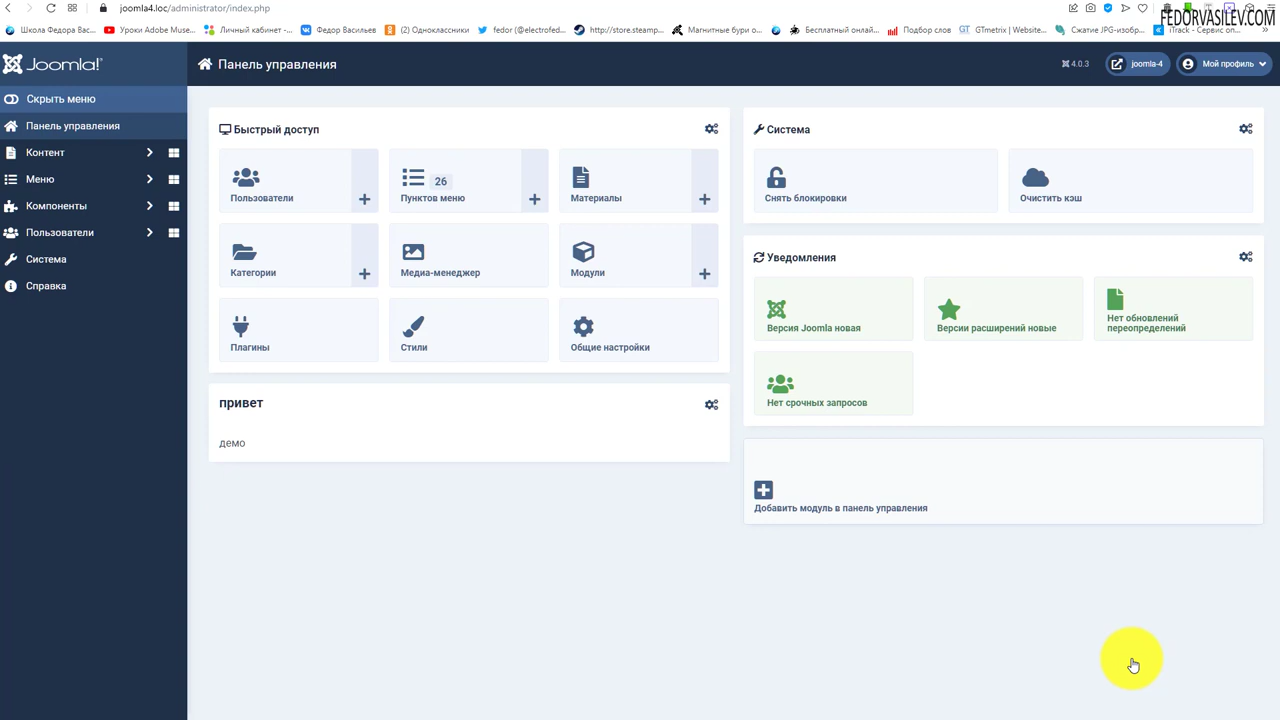 joomla4.loc/administrator/index.php
FEDORVASILEV.COM
Школа Федора Вас...
Уроки Adobe Muse...
Личный кабинет -...
Федор Васильев
(2) Одноклассники
fedor (@electrofed...
http://store.steamp...
Магнитные бури о...
Бесплатный онлай...
Подбор слов
GTmetrix | Website...
Сжатие JPG-изобр...
iTrack - Сервис оп...
Joomla!
Панель управления
4.0.3
joomla-4
Мой профиль
Скрыть меню
Панель управления
Контент
Меню
Компоненты
Пользователи
Система
Справка
Быстрый доступ
Пользователи
26
Пунктов меню
Материалы
Категории
Медиа-менеджер
Модули
Плагины
Стили
Общие настройки
привет
демо
Система
Снять блокировки
Очистить кэш
Уведомления
Версия Joomla новая
Версии расширений новые
Нет обновлений
переопределений
Нет срочных запросов
Добавить модуль в панель управления